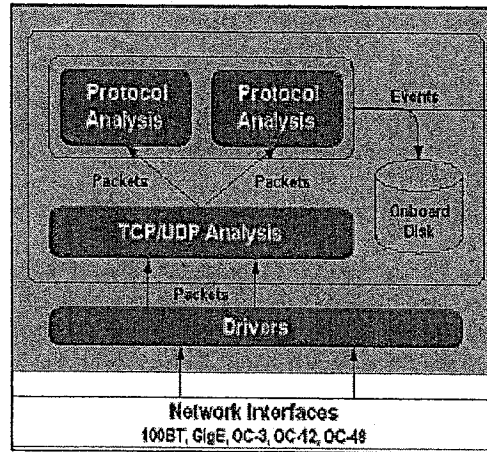 Protocol
Analysis
Protocol
Analysis
Events
Packets
Packets
Onboard
Disk
TCP/UDP Analysis
Packets
Drivers
Network Interfaces
100BT, GigE, OC-3, OC-12, OC-48